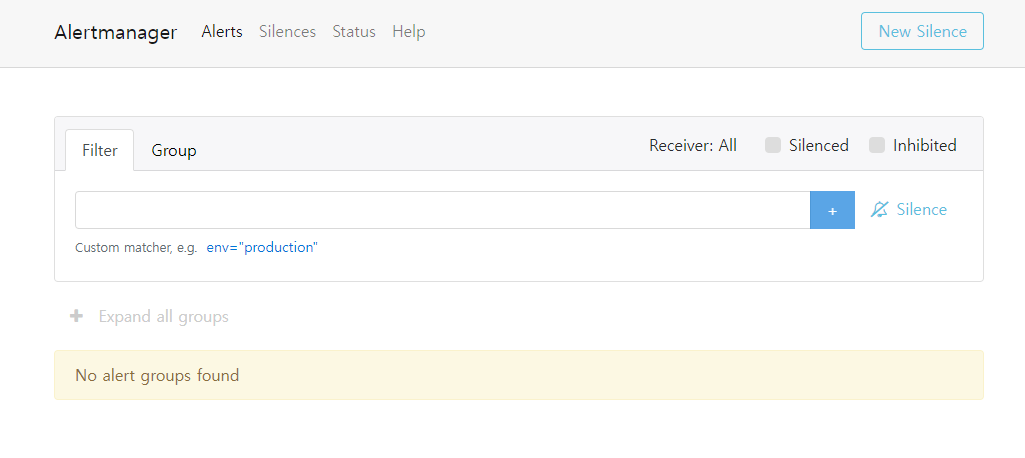 Alertmanager Alerts Silences Status Help New Silence
Filter Group Receiver: All Silenced Inhibited
+ Silence
Custom matcher, e.g. env="production"
+ Expand all groups
No alert groups found